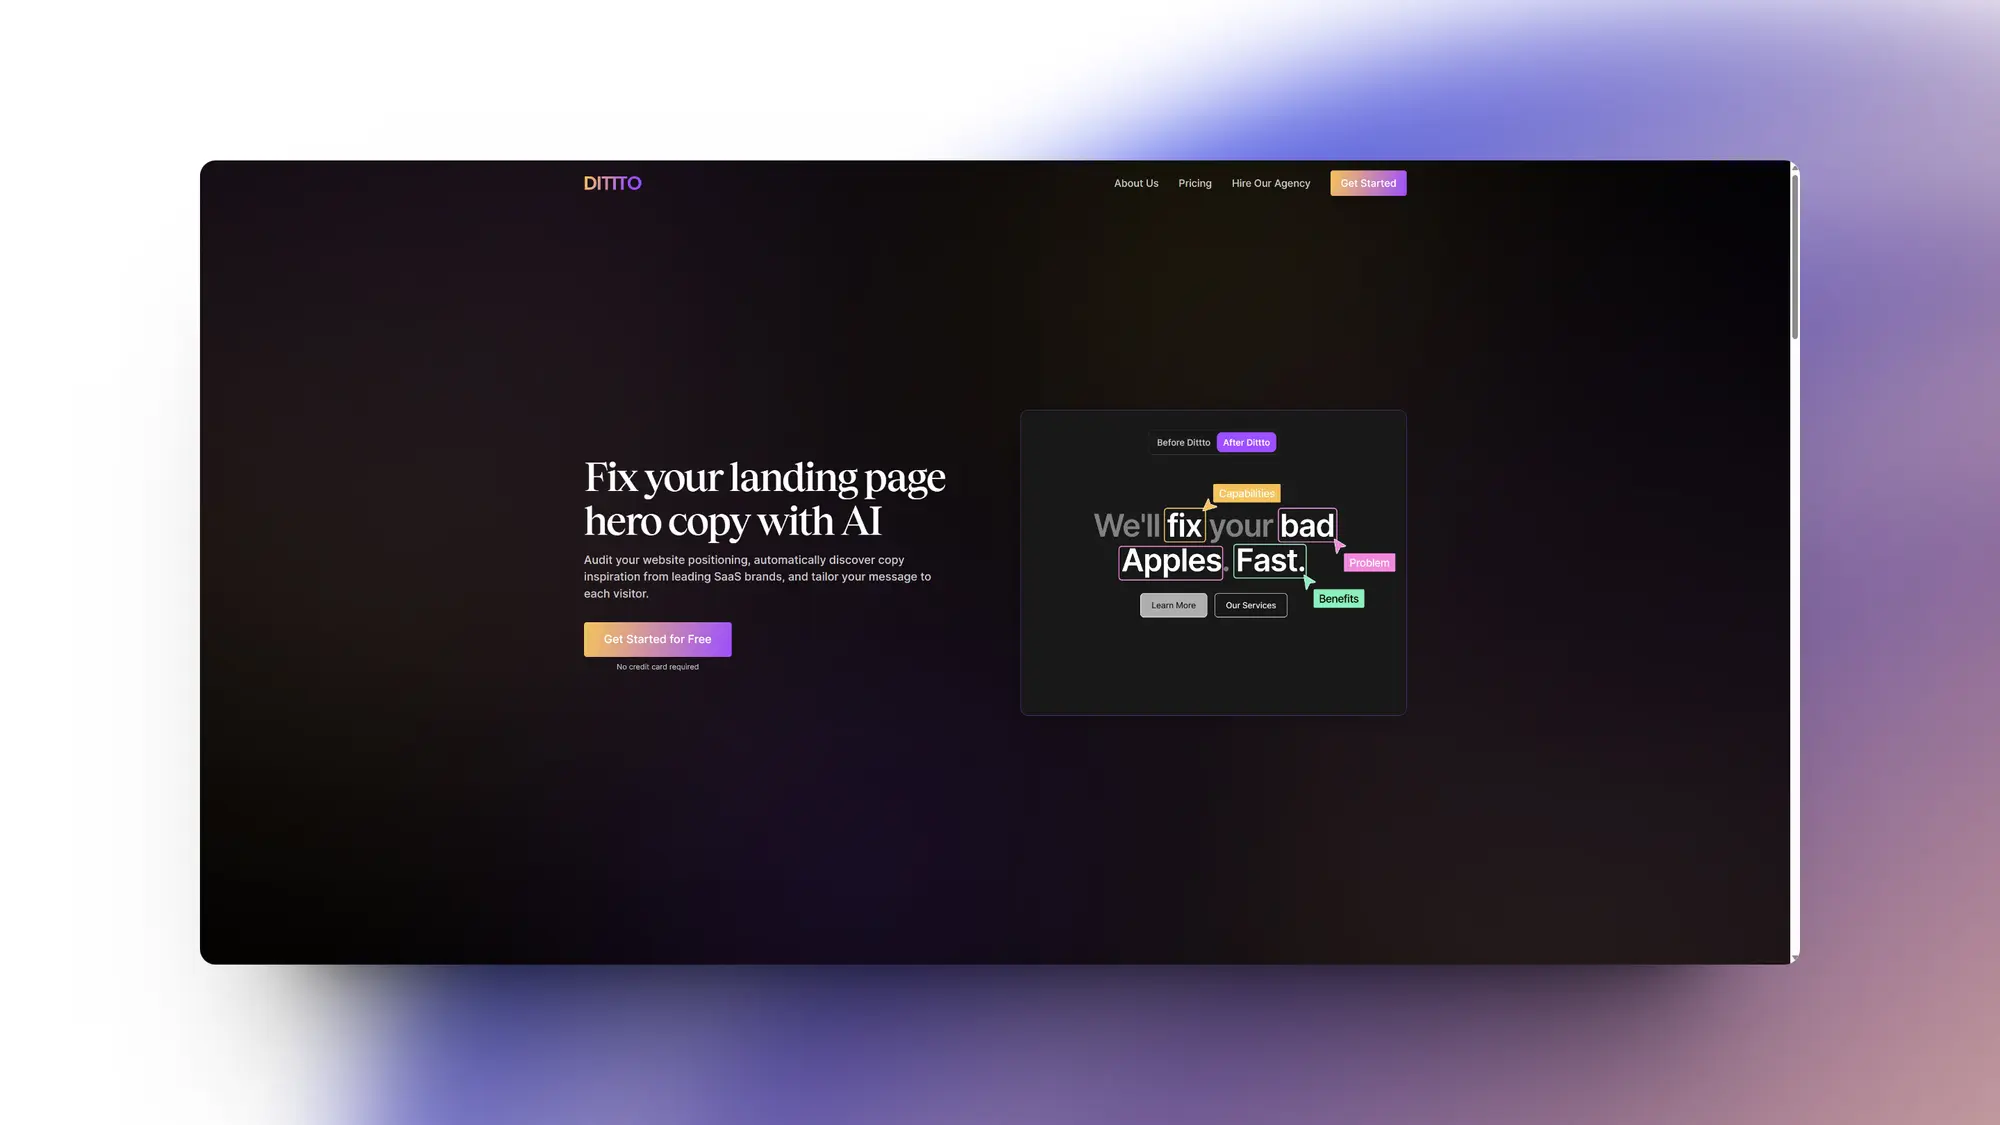 DITTTO
About Us
Pricing
Hire Our Agency
Get Started
Fix your landing page
hero copy with AI
Audit your website positioning, automatically discover copy
inspiration from leading SaaS brands, and tailor your message to
each visitor.
Get Started for Free
No credit card required
Before Dittto
After Dittto
Capabilities
We'll fix your bad
Problem
Apples. Fast.
Benefits
Learn More
Our Services